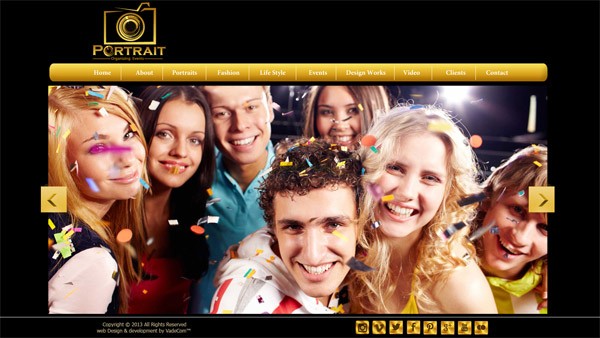 PORTRAIT
Organizing Events
Home About Portraits Fashion Life Style Events Design Works Video Clients Contact
Copyright © 2013 All Rights Reserved
web Design & development by VadeCom™